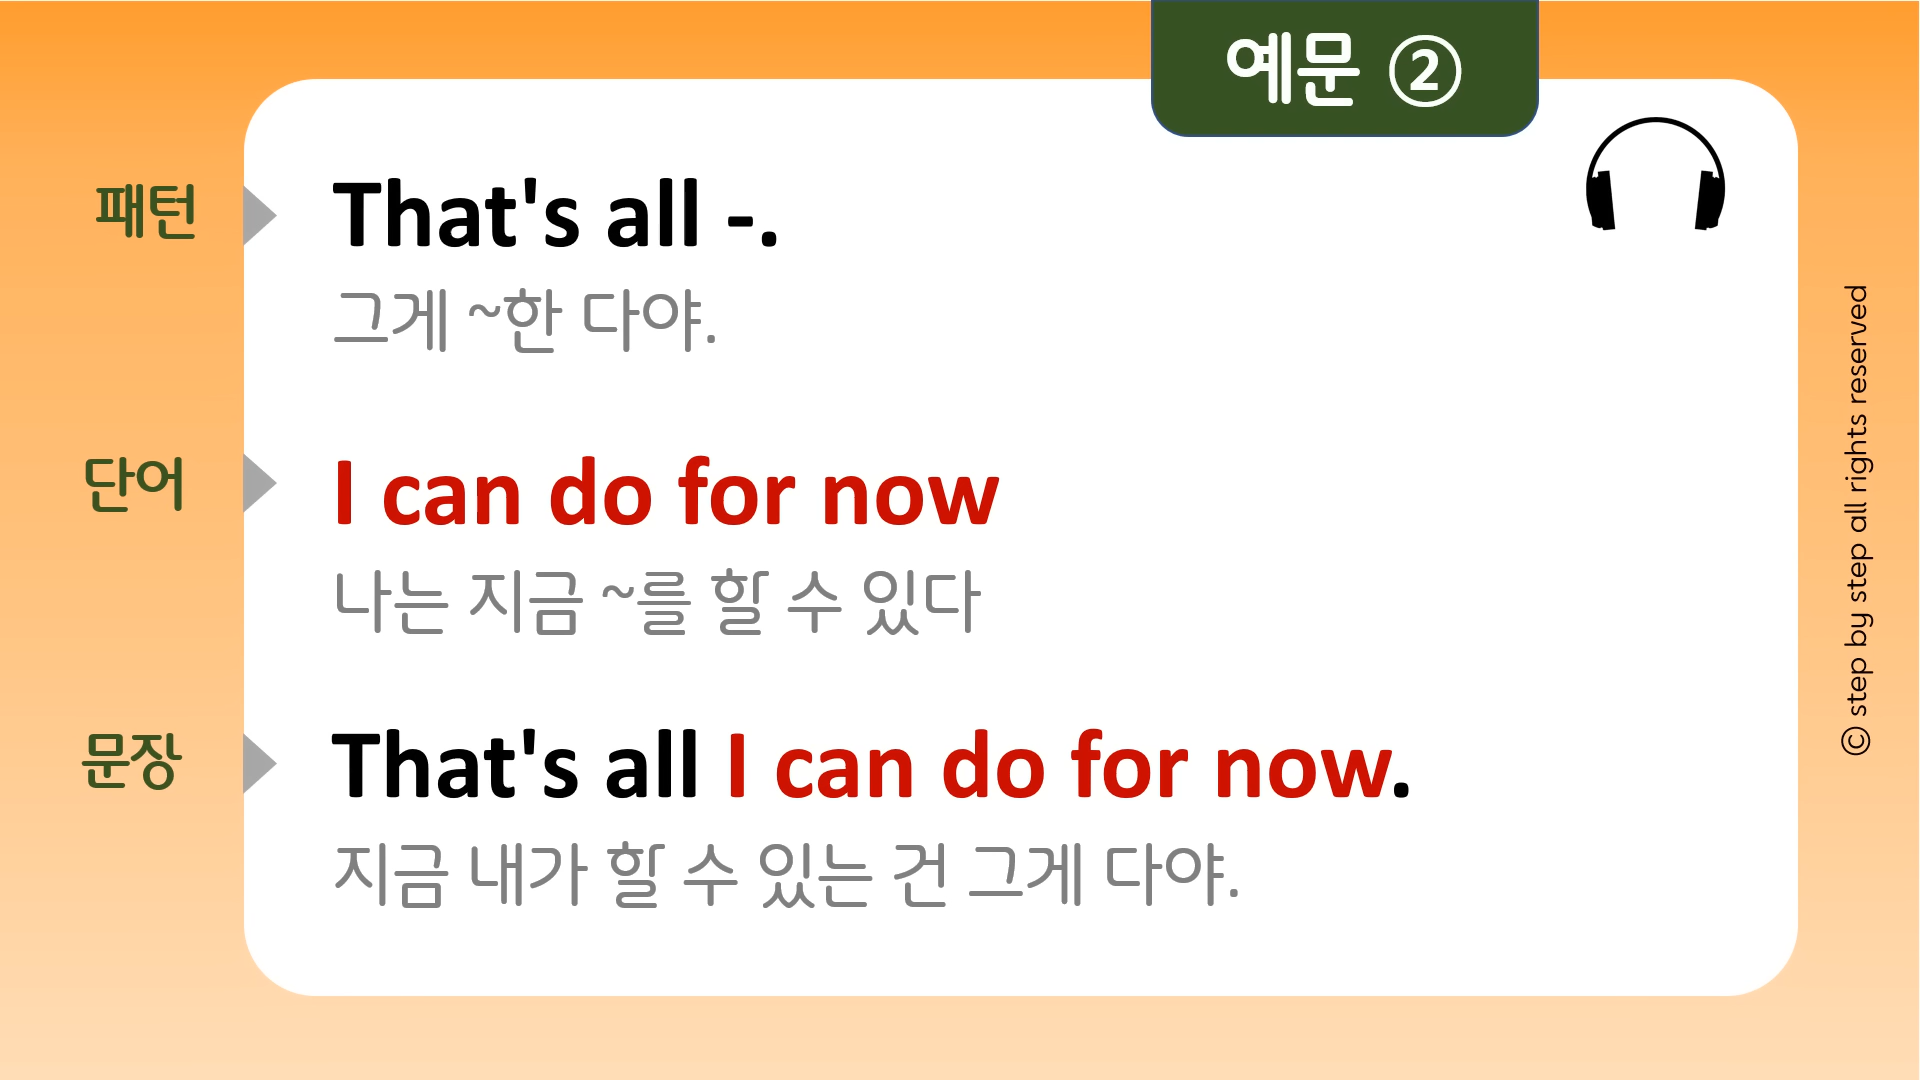 예문 ②
패턴
That's all -.
그게 ~한 다야.
단어
I can do for now
나는 지금 ~를 할 수 있다
문장
That's all I can do for now.
지금 내가 할 수 있는 건 그게 다야.
© step by step all rights reserved